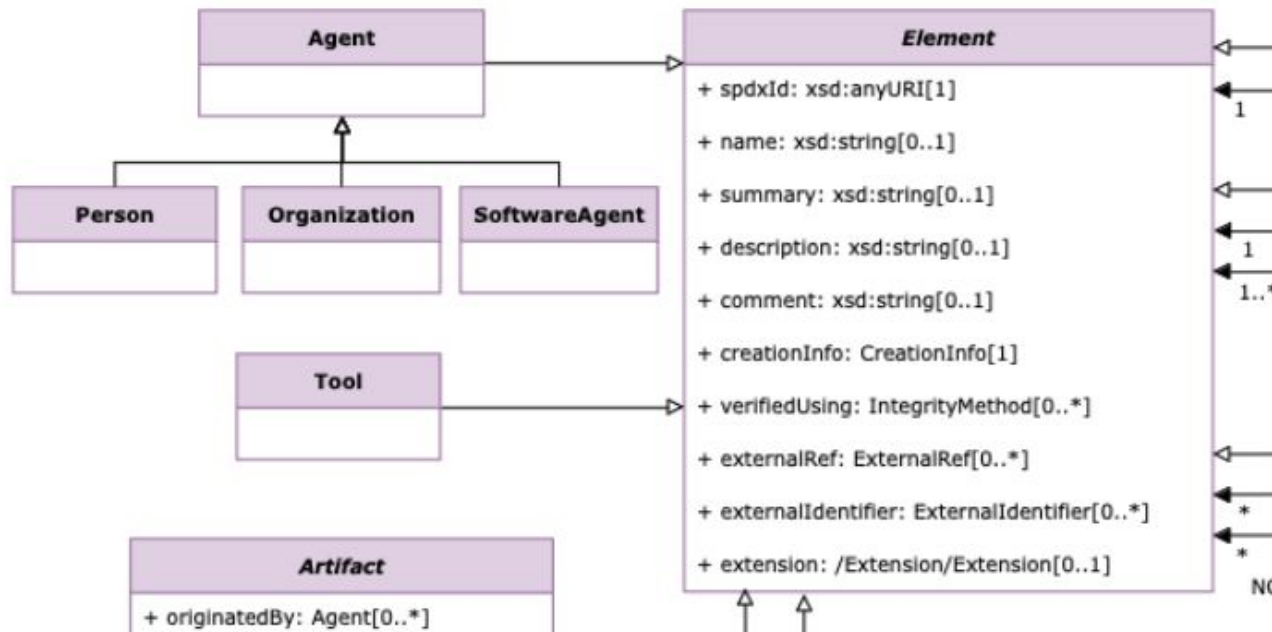 Agent
Person
Organization
SoftwareAgent
Tool
Artifact
+ originatedBy: Agent[0..*]
Element
+ spdxId: xsd:anyURI[1]
+ name: xsd:string[0..1]
+ summary: xsd:string[0..1]
+ description: xsd:string[0..1]
+ comment: xsd:string[0..1]
+ creationInfo: CreationInfo[1]
+ verifiedUsing: IntegrityMethod[0..*]
+ externalRef: ExternalRef[0..*]
+ externalIdentifier: ExternalIdentifier[0..*]
+ extension: /Extension/Extension[0..1]
1
1
1..*
*
*